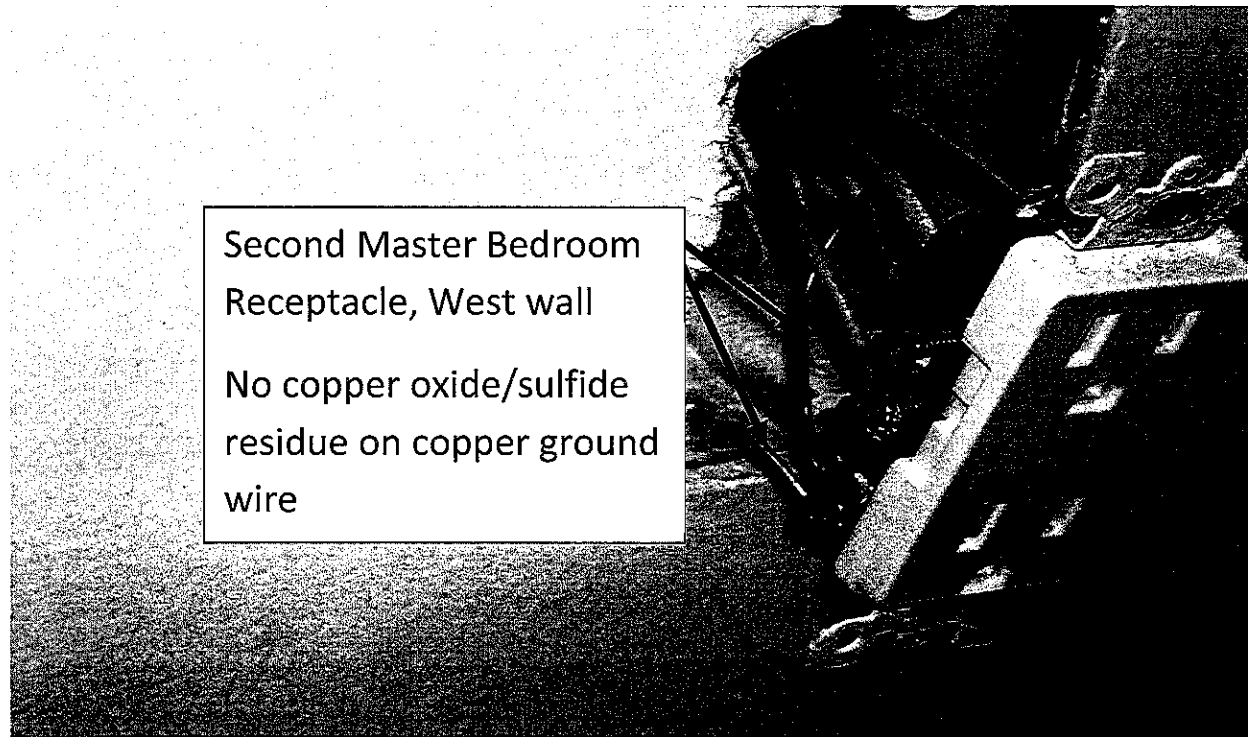 Second Master Bedroom
Receptacle, West wall
No copper oxide/sulfide
residue on copper ground
wire